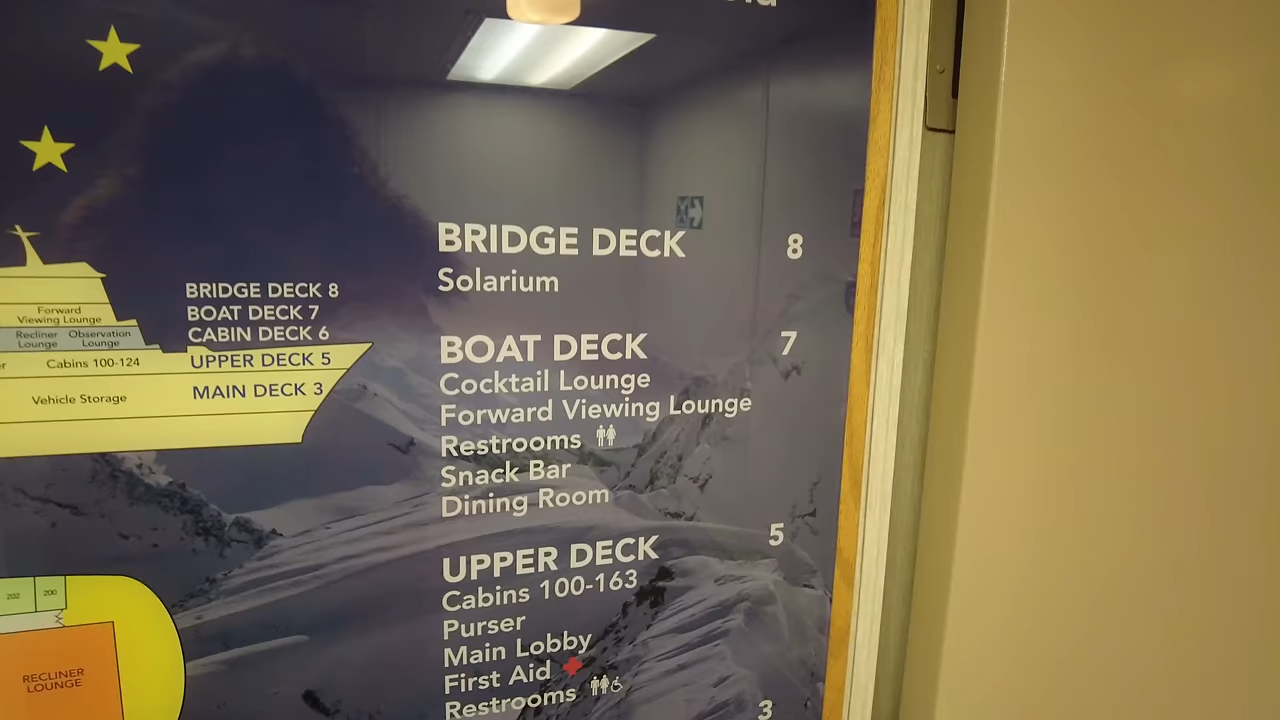 BRIDGE DECK 8
Solarium
BOAT DECK 7
Cocktail Lounge
Forward Viewing Lounge
Restrooms
Snack Bar
Dining Room
UPPER DECK 5
Cabins 100-163
Purser
Main Lobby
First Aid
Restrooms
3
BRIDGE DECK 8
BOAT DECK 7
CABIN DECK 6
UPPER DECK 5
MAIN DECK 3
Forward
Viewing Lounge
Recliner Lounge
Observation Lounge
Cabins 100-124
Vehicle Storage
202 200
RECLINER
LOUNGE